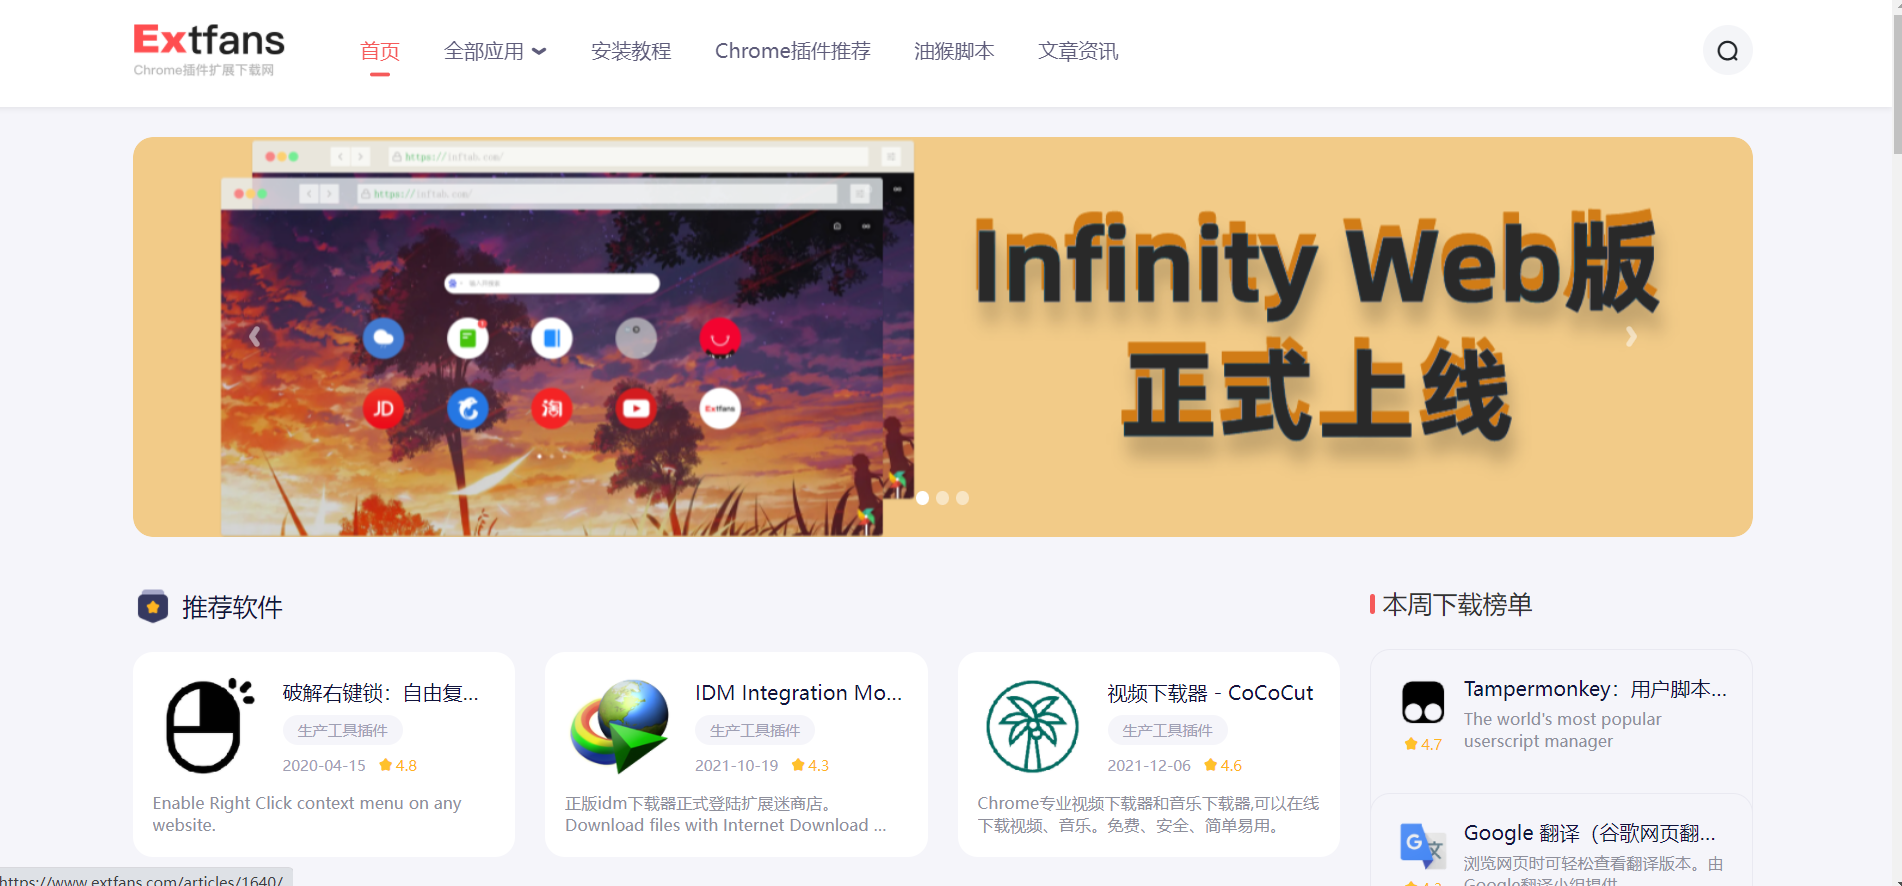 Extfans
Chrome插件扩展下载网
首页
全部应用
安装教程
Chrome插件推荐
油猴脚本
文章资讯
https://inftab.com/
https://inftab.com/
JD
淘
Extfans
Infinity Web版
正式上线
推荐软件
破解右键锁：自由复...
生产工具插件
2020-04-15 4.8
Enable Right Click context menu on any
website.
IDM Integration Mo...
生产工具插件
2021-10-19 4.3
正版idm下载器正式登陆扩展迷商店。
Download files with Internet Download ...
视频下载器 - CoCoCut
生产工具插件
2021-12-06 4.6
Chrome专业视频下载器和音乐下载器,可以在线
下载视频、音乐。免费、安全、简单易用。
本周下载榜单
Tampermonkey：用户脚本...
The world's most popular
userscript manager
4.7
Google 翻译（谷歌网页翻...
浏览网页时可轻松查看翻译版本。由
Google翻译小组提供
https://www.extfans.com/articles/1640/